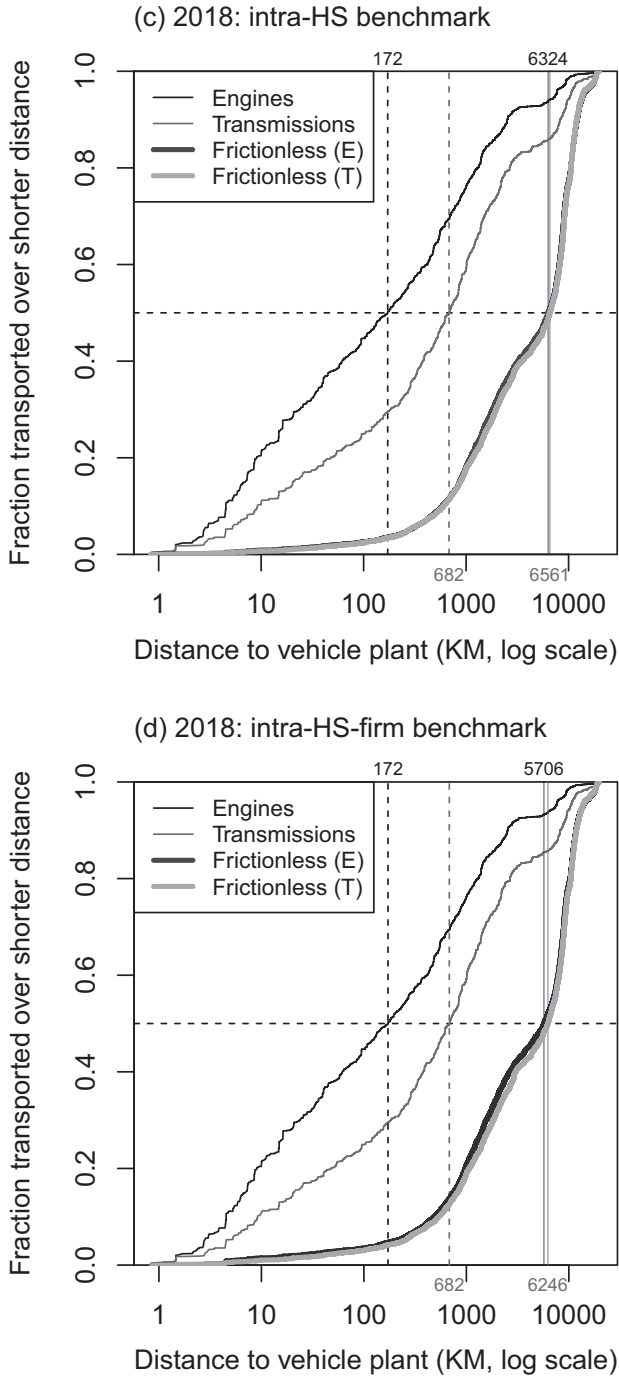 (c) 2018: intra-HS benchmark
172 6324
Engines
Transmissions
Frictionless (E)
Frictionless (T)
Fraction transported over shorter distance
1.0
0.8
0.6
0.4
0.2
0.0
682 6561
1 10 100 1000 10000
Distance to vehicle plant (KM, log scale)
(d) 2018: intra-HS-firm benchmark
172 5706
Engines
Transmissions
Frictionless (E)
Frictionless (T)
Fraction transported over shorter distance
1.0
0.8
0.6
0.4
0.2
0.0
682 6246
1 10 100 1000 10000
Distance to vehicle plant (KM, log scale)